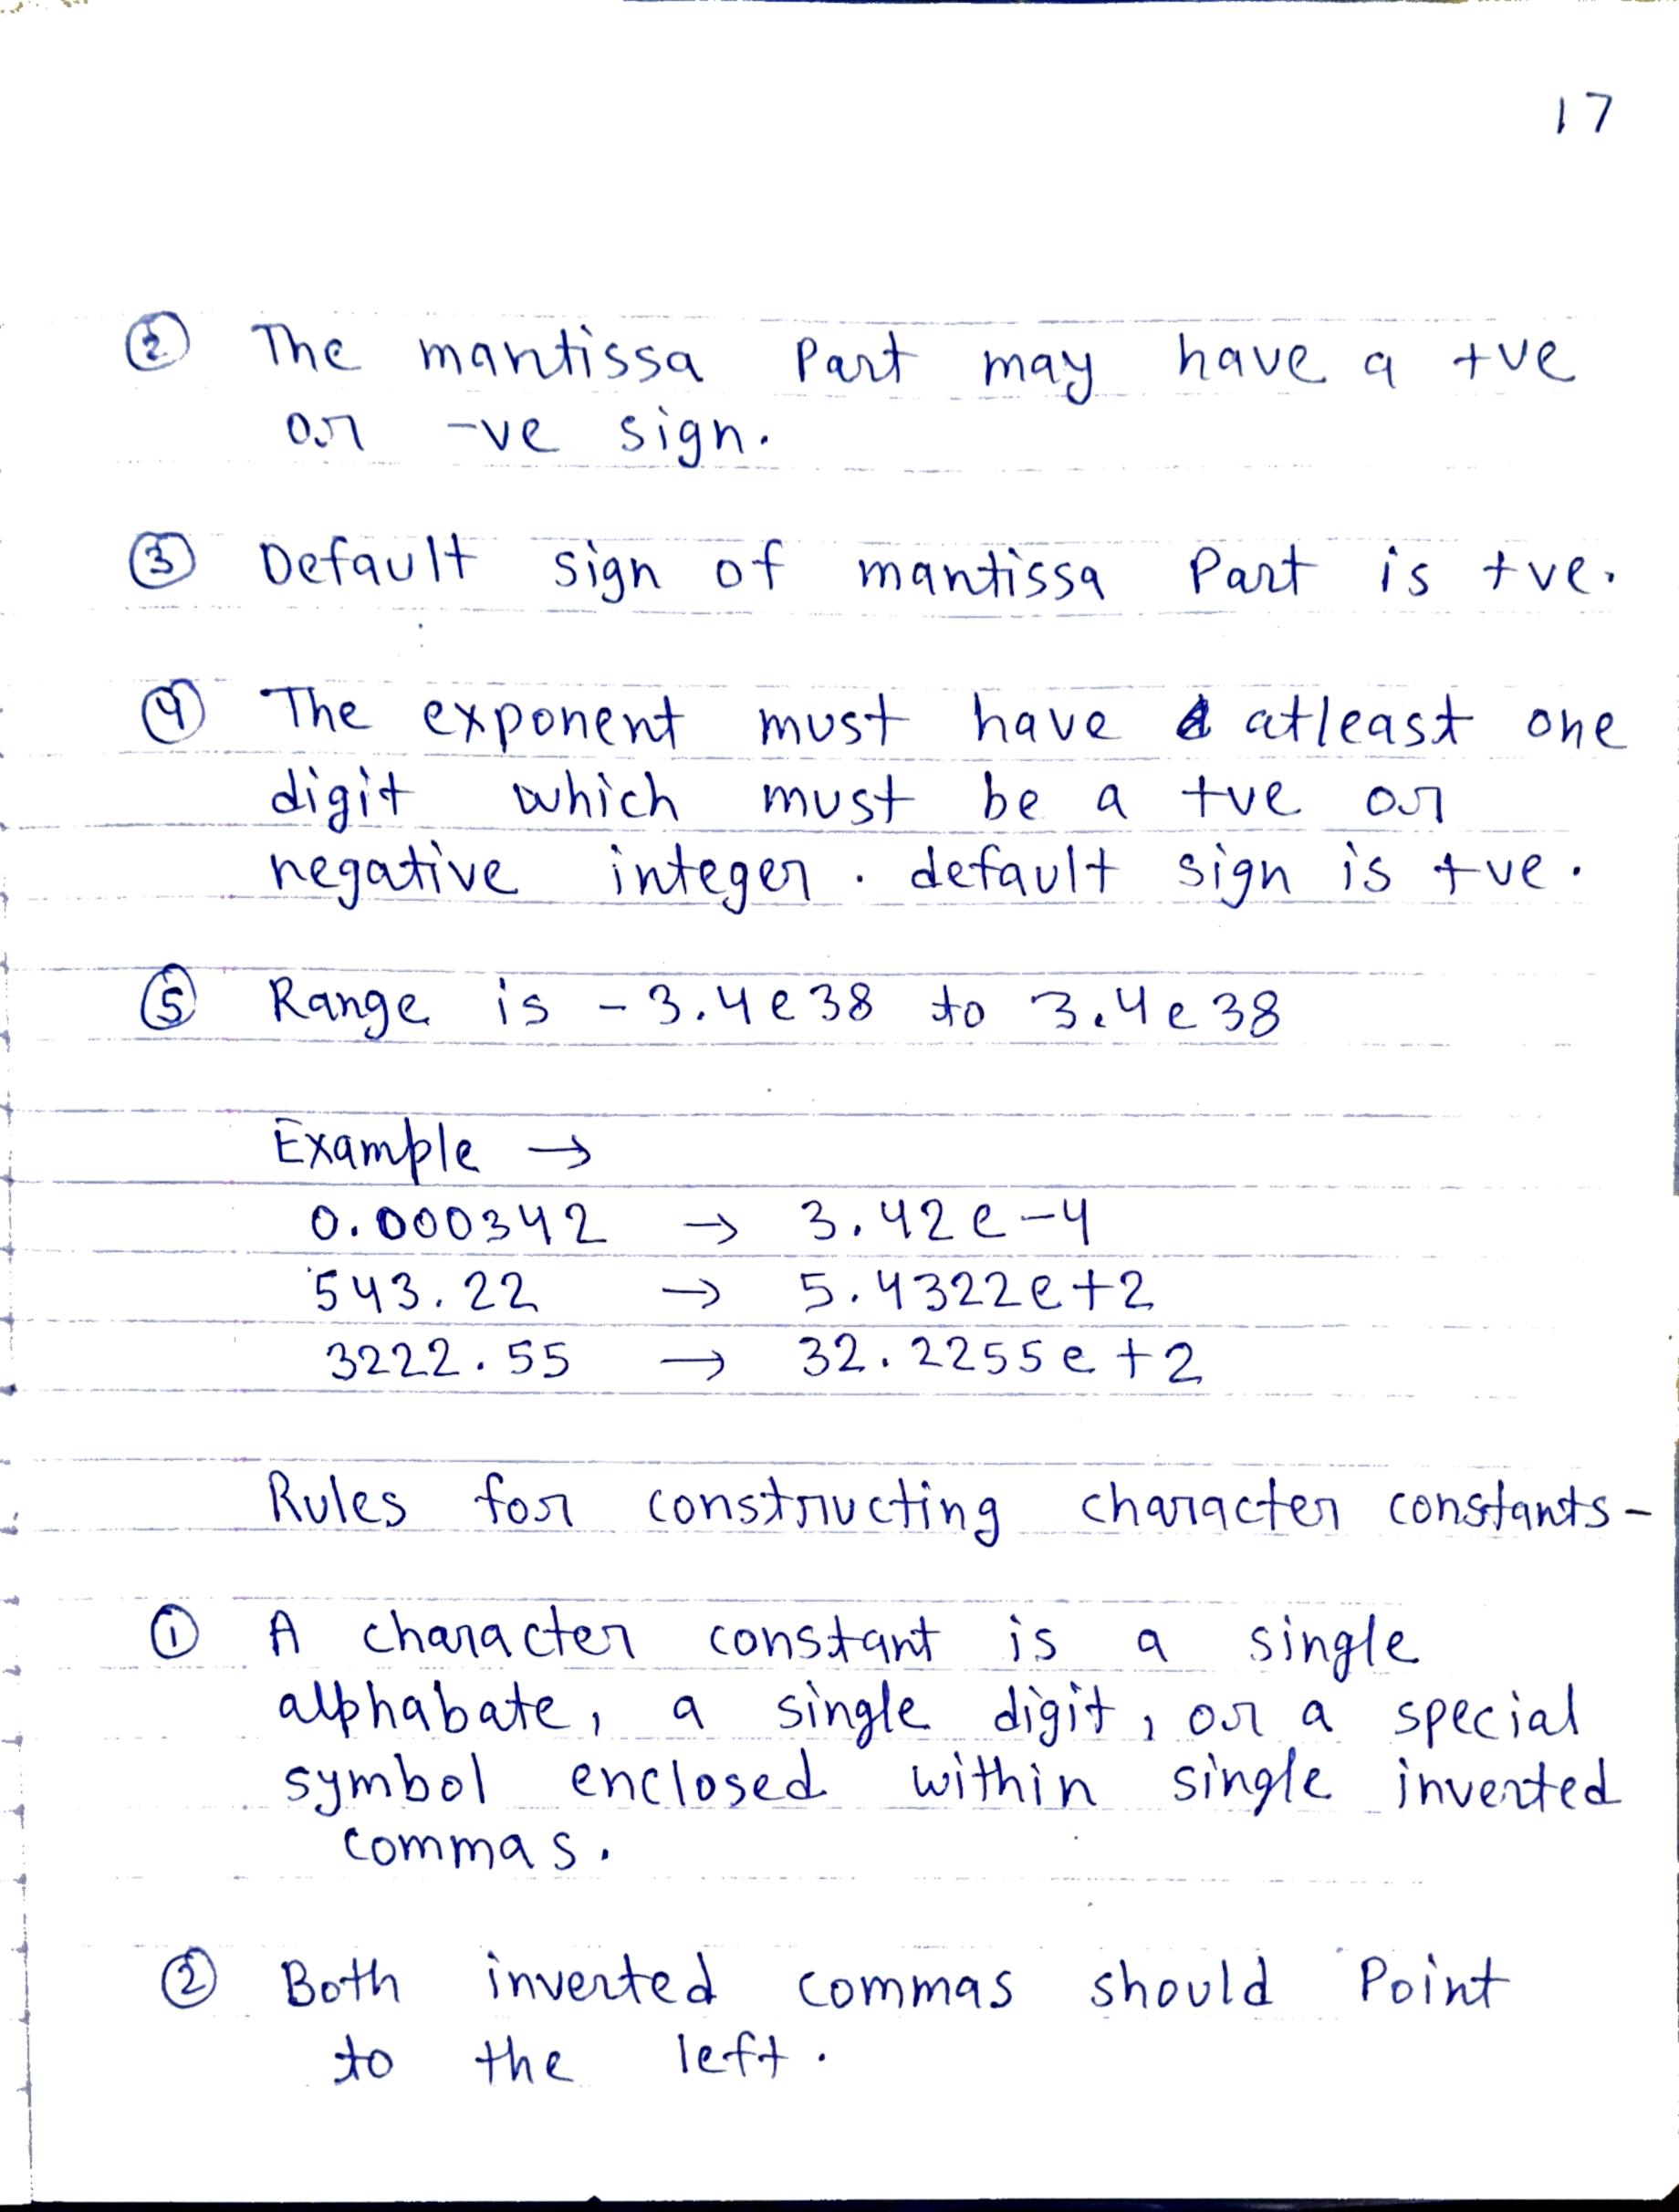 17
② The mantissa Part may have a +ve
or -ve sign.
③ Default sign of mantissa Part is +ve.
④ The exponent must have atleast one
digit which must be a +ve or
negative integer. default sign is +ve.
⑤ Range is -3.4e38 to 3.4e38
Example →
0.000342 → 3.42e-4
543.22 → 5.4322e+2
3222.55 → 32.2255e+2
Rules for constructing character constants-
① A character constant is a single
alphabate, a single digit, or a special
symbol enclosed within single inverted
commas.
② Both inverted commas should Point
to the left.